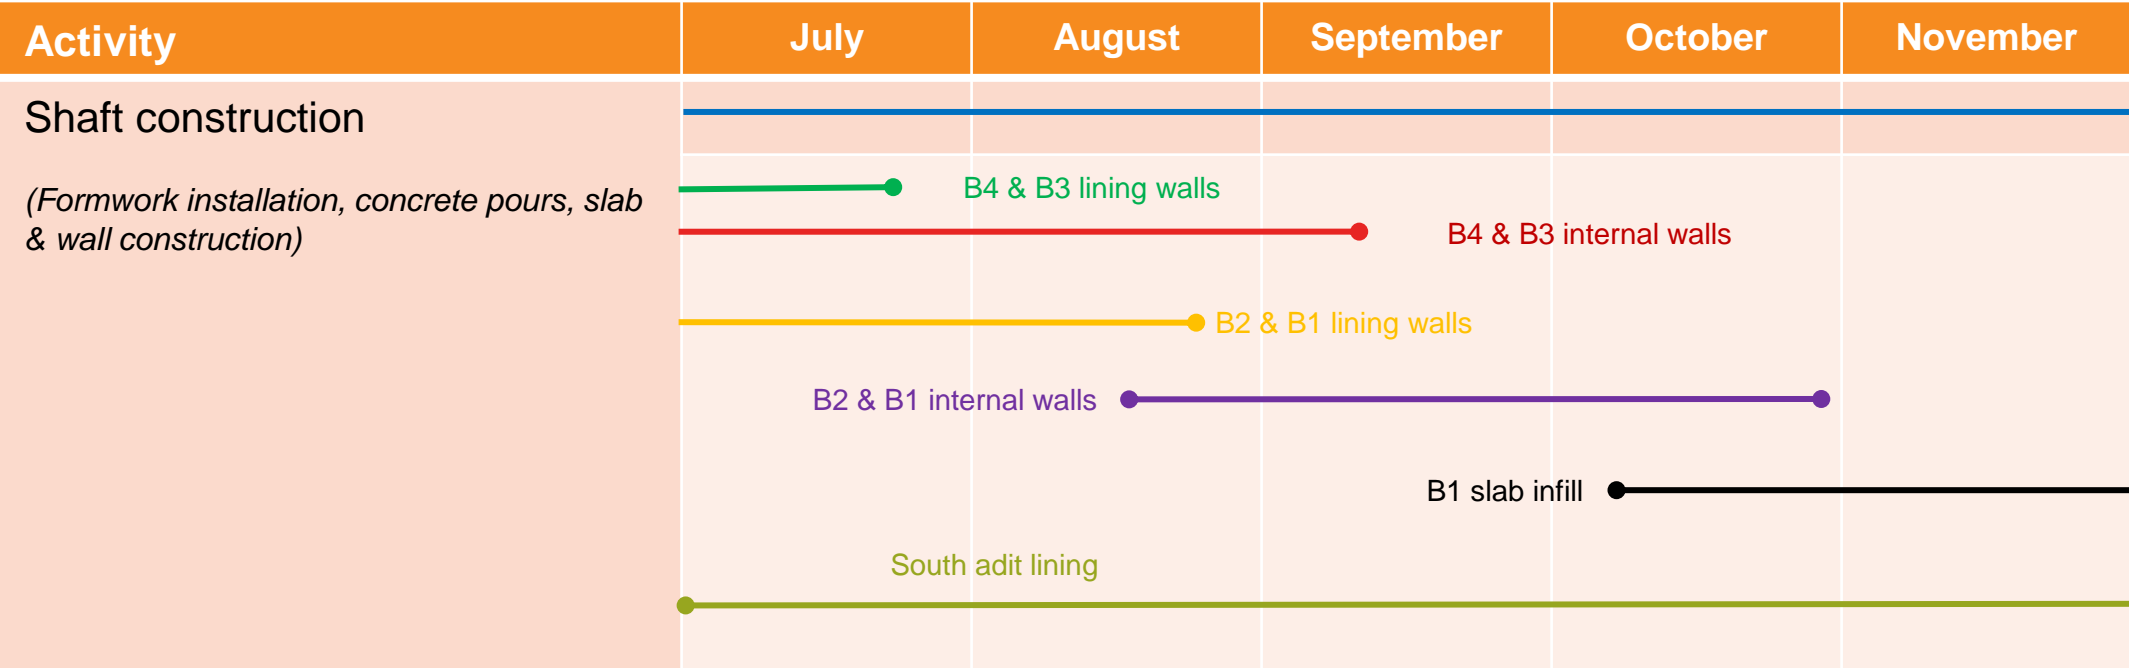 Activity
July
August
September
October
November
Shaft construction
(Formwork installation, concrete pours, slab
& wall construction)
B4 & B3 lining walls
B4 & B3 internal walls
B2 & B1 lining walls
B2 & B1 internal walls
B1 slab infill
South adit lining